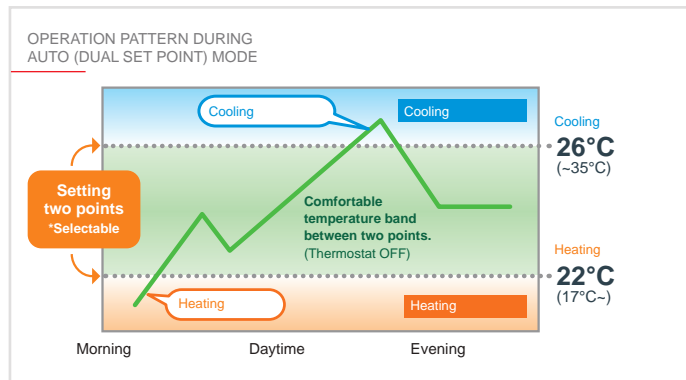 OPERATION PATTERN DURING
AUTO (DUAL SET POINT) MODE
Cooling
Cooling
Cooling
26°C
(~35°C)
Setting
two points
*Selectable
Comfortable
temperature band
between two points.
(Thermostat OFF)
Heating
22°C
(17°C~)
Heating
Heating
Morning
Daytime
Evening